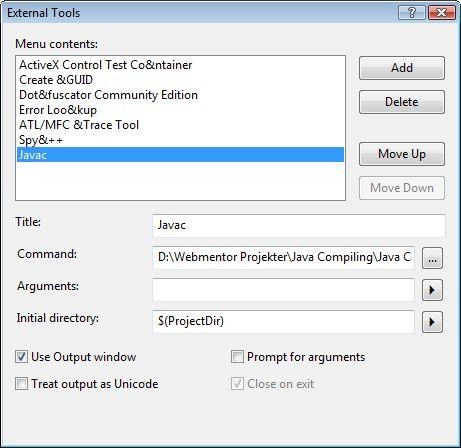 External Tools
Menu contents:
ActiveX Control Test Co&ntainer
Create &GUID
Dot&fuscator Community Edition
Error Loo&kup
ATL/MFC &Trace Tool
Spy&++
Javac
Add
Delete
Move Up
Move Down
Title:
Javac
Command:
D:\Webmentor Projekter\Java Compiling\Java C
...
Arguments:
Initial directory:
$(ProjectDir)
Use Output window
Prompt for arguments
Treat output as Unicode
Close on exit